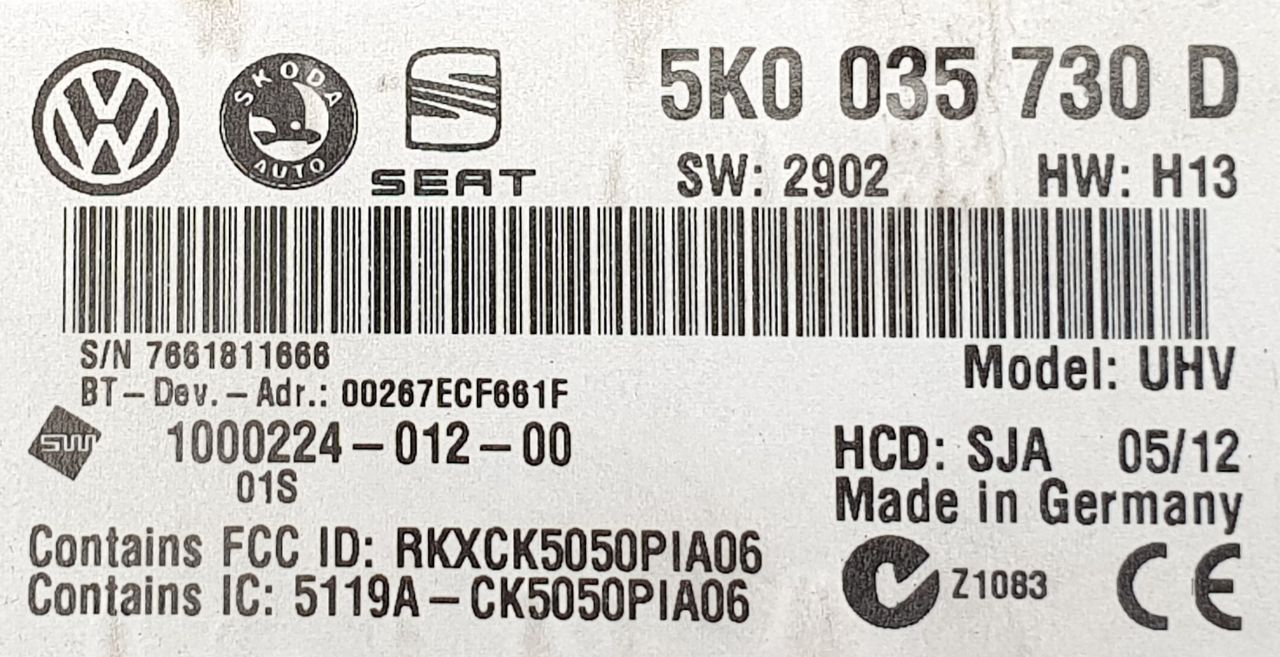 SKODA
AUTO
SEAT
5K0 035 730 D
SW: 2902 HW: H13
S/N 7661811666
Model: UHV
BT-Dev.-Adr.: 00267ECF661F
SW 1000224-012-00
HCD: SJA 05/12
01S
Made in Germany
Contains FCC ID: RKXCK5050PIA06
Z1083 CE
Contains IC: 5119A-CK5050PIA06